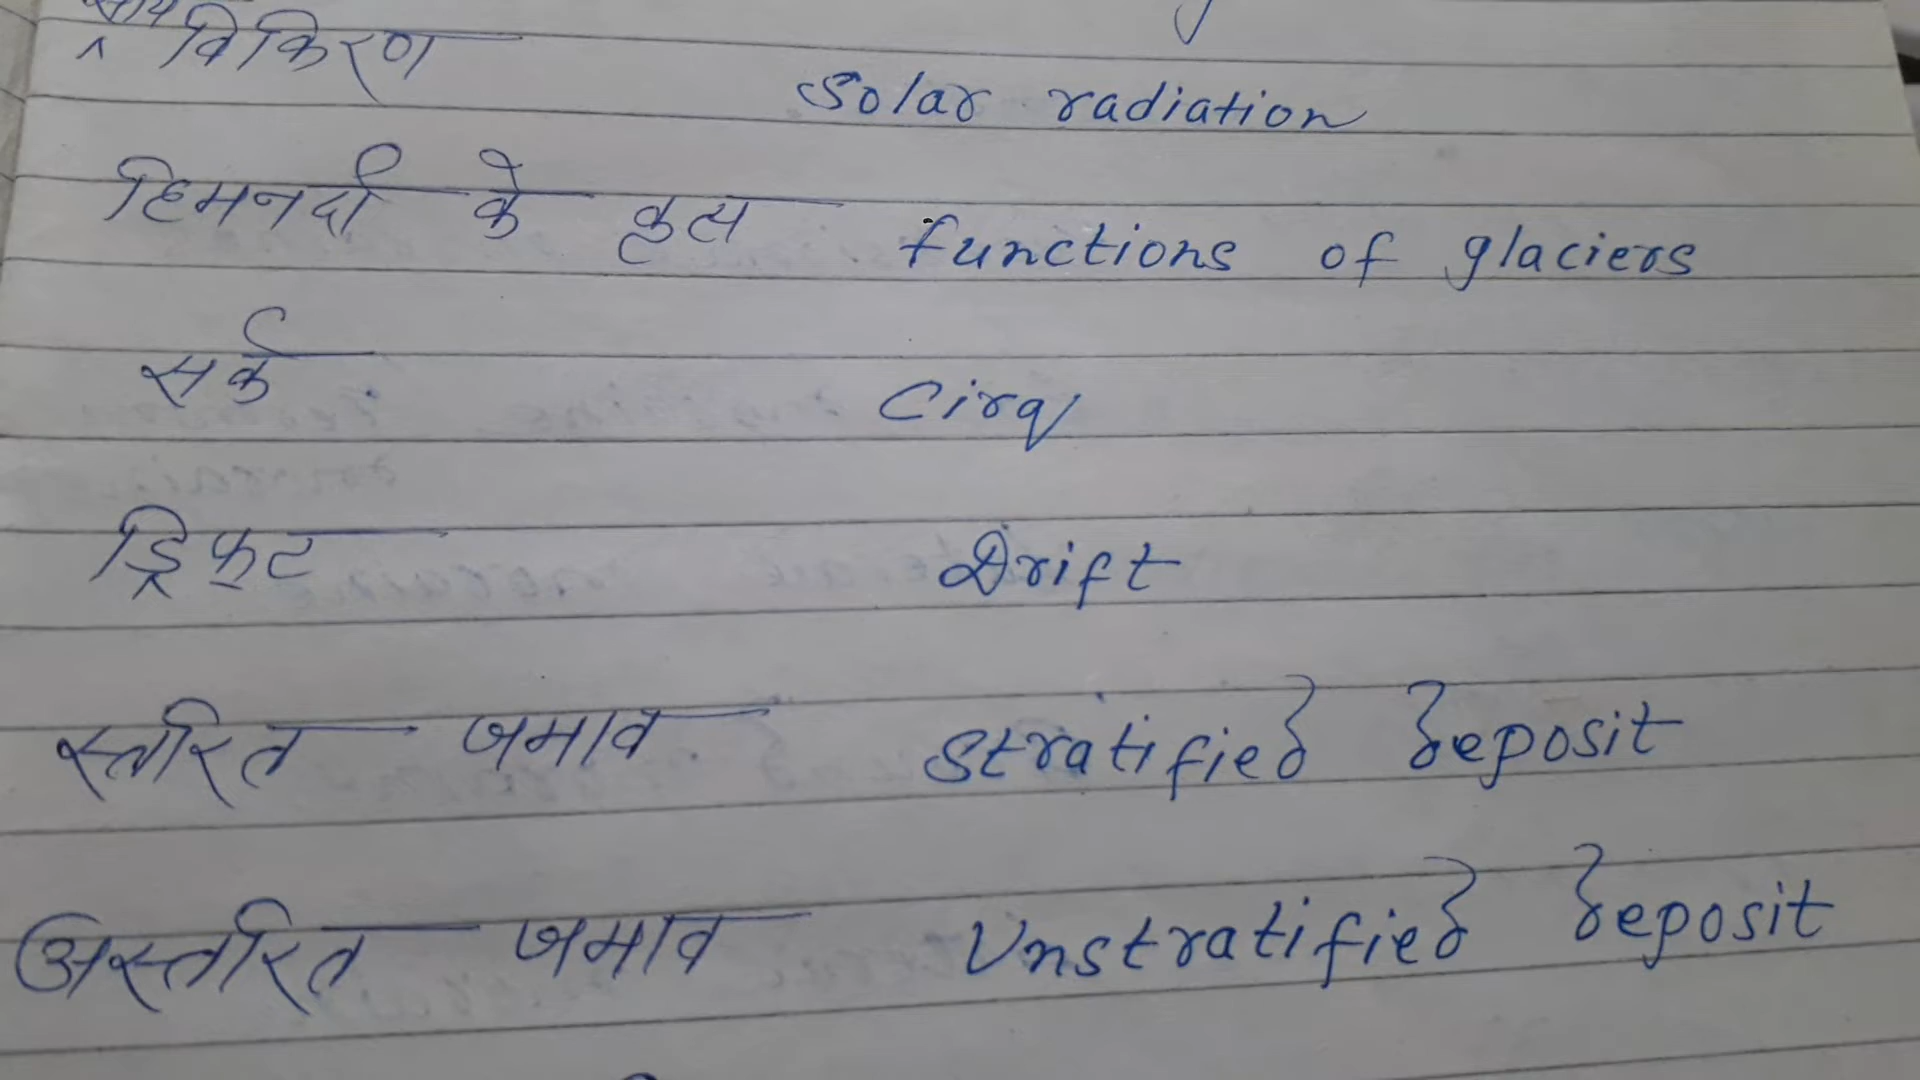 विकिरण Solar radiation
हिमनदी के कृत्य functions of glaciers
सर्क Cirq
ड्रिफ्ट Drift
स्तरित जमाव Stratified deposit
अस्तरित जमाव Unstratified deposit